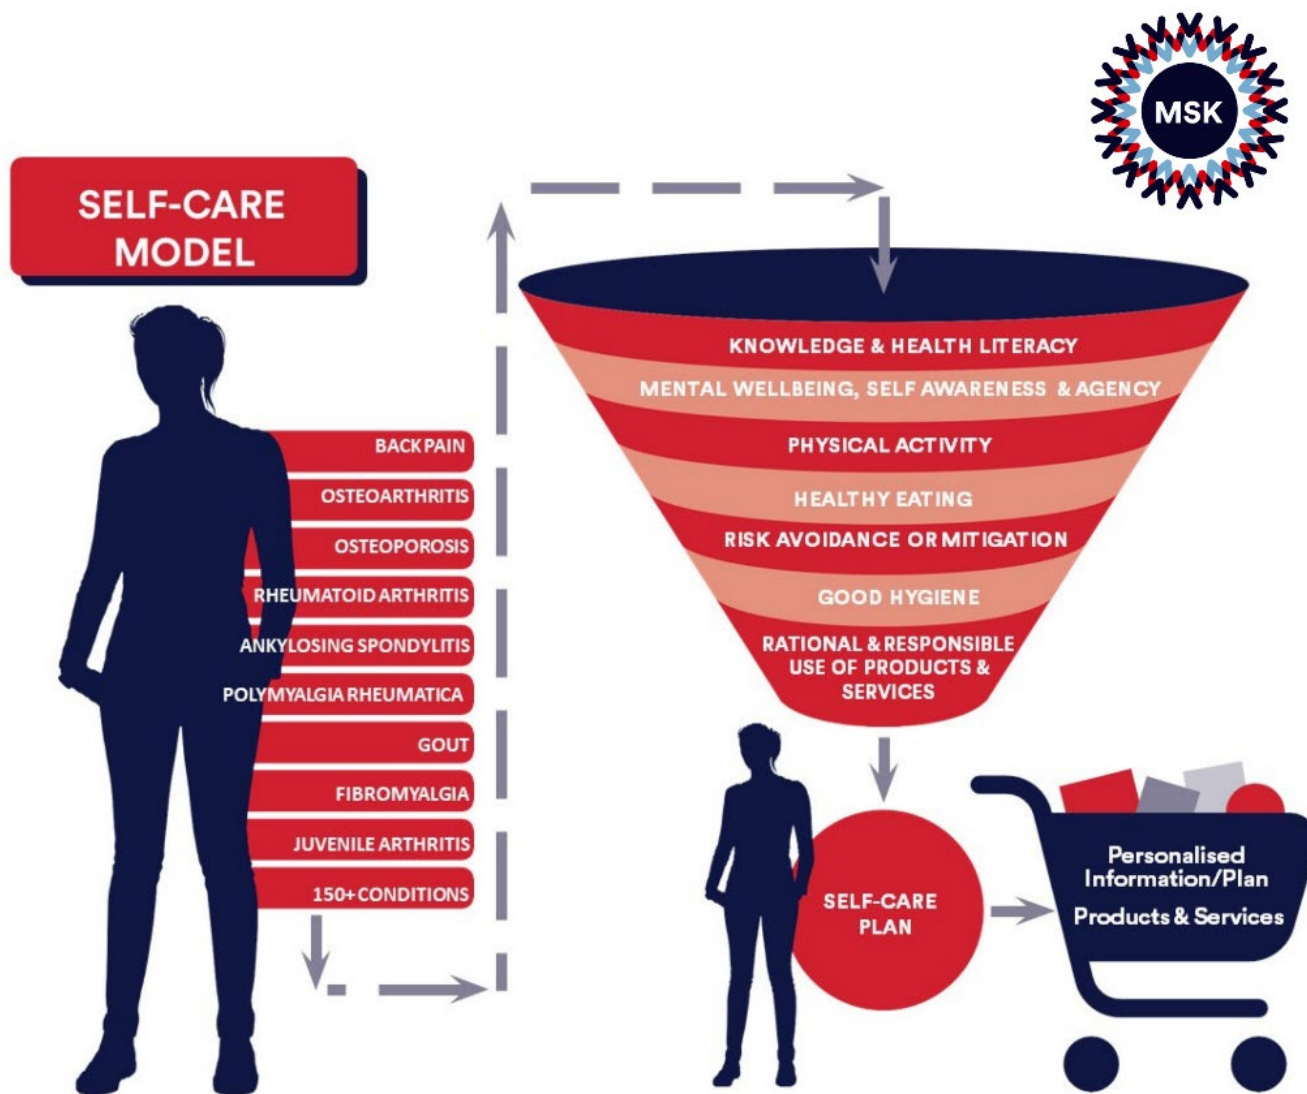 MSK
SELF-CARE
MODEL
BACK PAIN
OSTEOARTHRITIS
OSTEOPOROSIS
RHEUMATOID ARTHRITIS
ANKYLOSING SPONDYLITIS
POLYMYALGIA RHEUMATICA
GOUT
FIBROMYALGIA
JUVENILE ARTHRITIS
150+ CONDITIONS
KNOWLEDGE & HEALTH LITERACY
MENTAL WELLBEING, SELF AWARENESS & AGENCY
PHYSICAL ACTIVITY
HEALTHY EATING
RISK AVOIDANCE OR MITIGATION
GOOD HYGIENE
RATIONAL & RESPONSIBLE
USE OF PRODUCTS &
SERVICES
SELF-CARE
PLAN
Personalised
Information/Plan
Products & Services